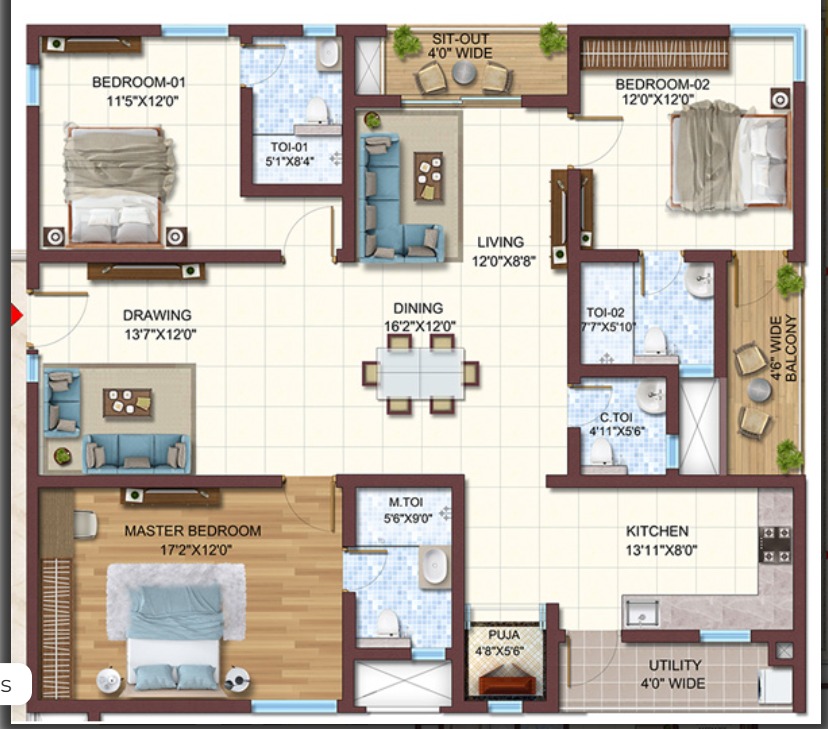 SIT-OUT
4'0" WIDE
BEDROOM-01
11'5"X12'0"
BEDROOM-02
12'0"X12'0"
TOI-01
5'1"X8'4"
LIVING
12'0"X8'8"
DRAWING
13'7"X12'0"
DINING
16'2"X12'0"
TOI-02
7'7"X5'10"
4'6" WIDE
BALCONY
C.TOI
4'11"X5'6"
M.TOI
5'6"X9'0"
MASTER BEDROOM
17'2"X12'0"
KITCHEN
13'11"X8'0"
PUJA
4'8"X5'6"
UTILITY
4'0" WIDE
S